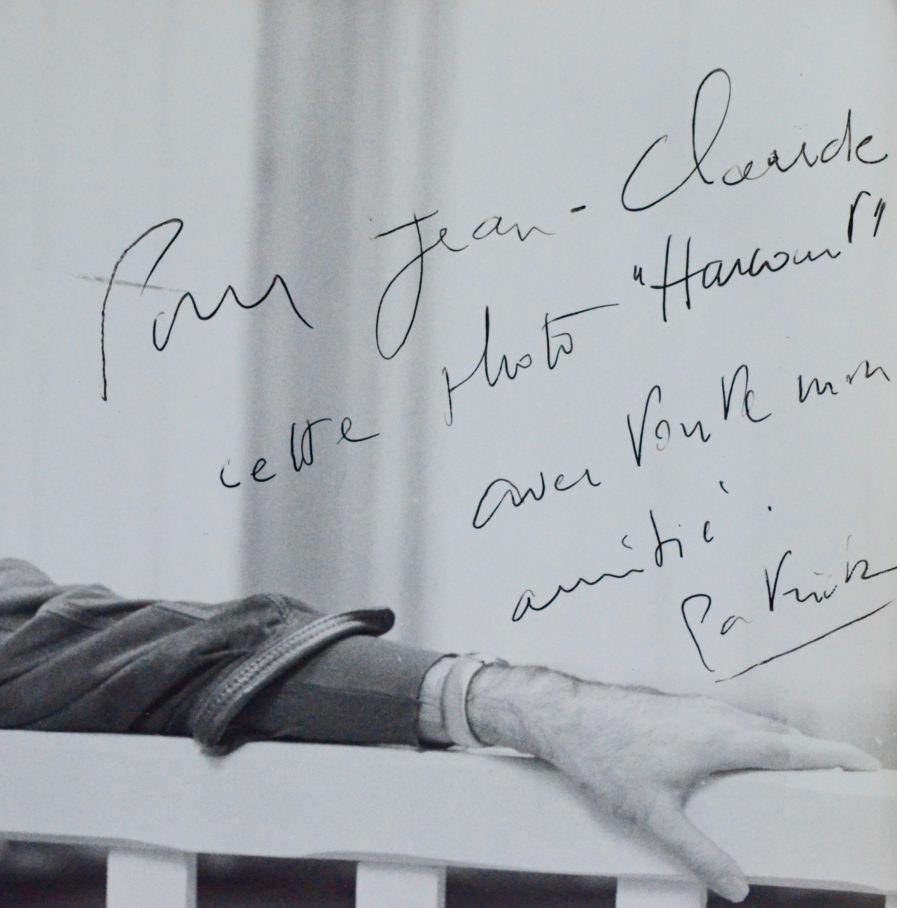 Pour Jean-Claude
cette photo "Harcourt"
avec toute mon
amitié.
Patrick